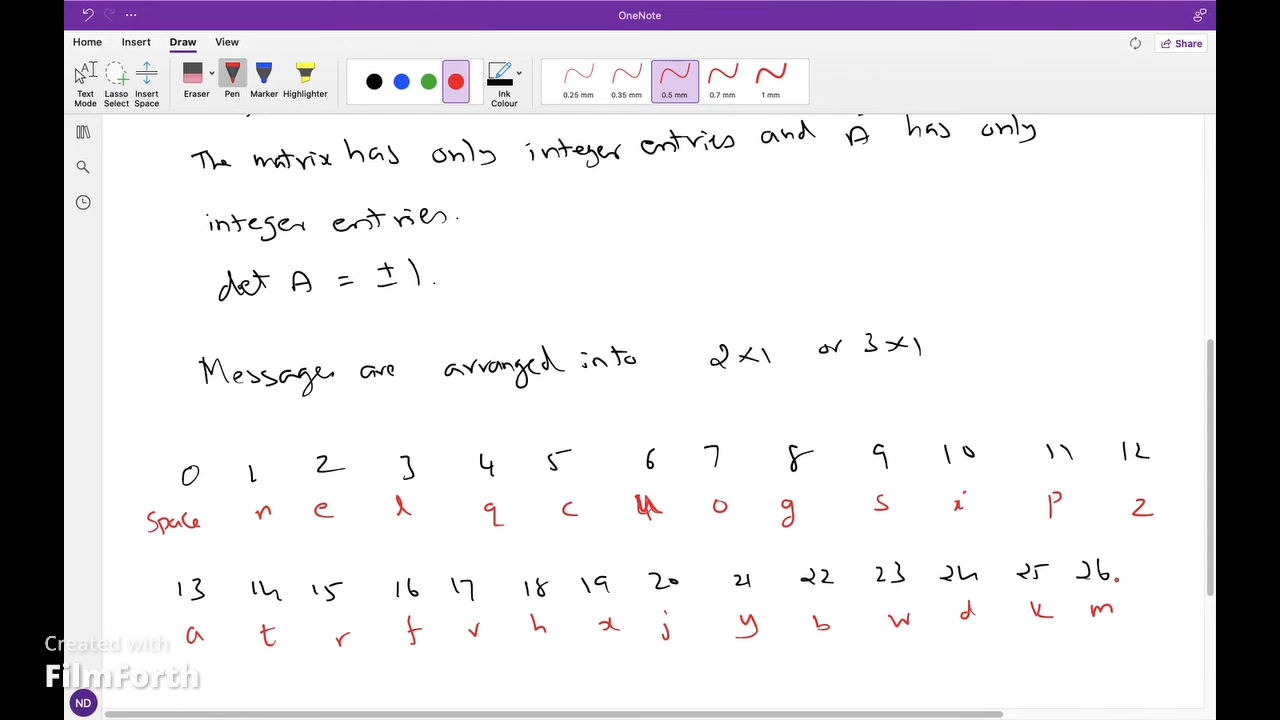 OneNote
Home Insert Draw View
Share
Text Mode Lasso Select Insert Space Eraser Pen Marker Highlighter Ink Colour 0.25 mm 0.35 mm 0.5 mm 0.7 mm 1 mm
The matrix has only integer entries and A has only
integer entries.
det A = ± 1.
Messages are arranged into 2×1 or 3×1
0 1 2 3 4 5 6 7 8 9 10 11 12
Space n e l q c u o g s i p z
13 14 15 16 17 18 19 20 21 22 23 24 25 26.
a t r f v h x j y b w d k m
Created with
FilmForth
ND